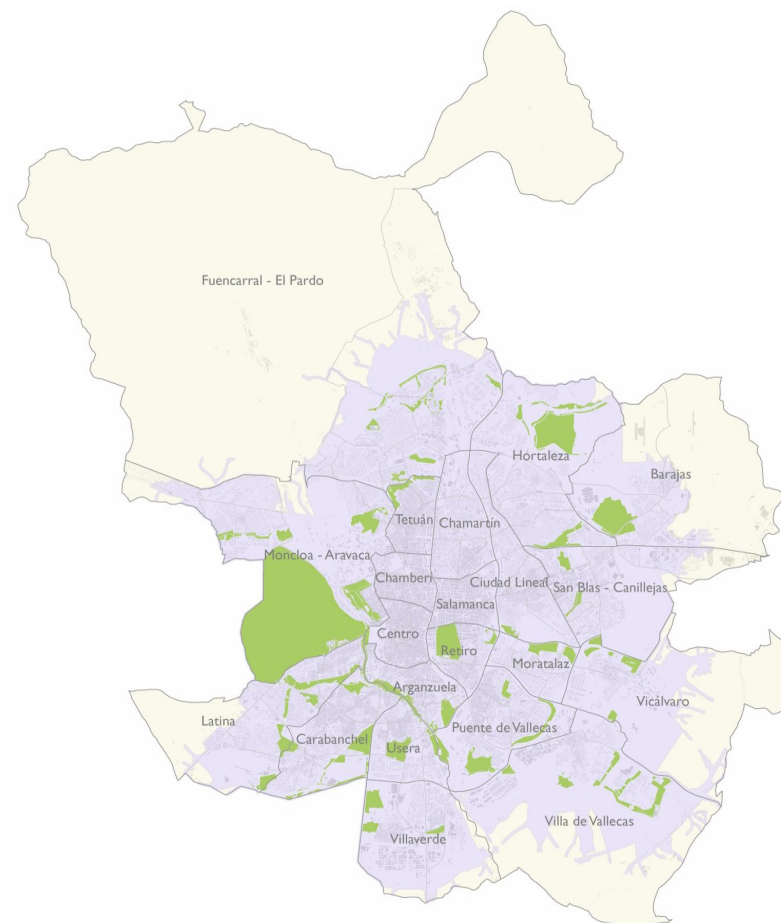 Fuencarral - El Pardo
Hortaleza
Barajas
Tetuán
Chamartín
Moncloa - Aravaca
Chamberi
Ciudad Lineal
San Blas - Canillejas
Salamanca
Centro
Retiro
Moratalaz
Arganzuela
Vicálvaro
Latina
Puente de Vallecas
Carabanchel
Usera
Villa de Vallecas
Villaverde